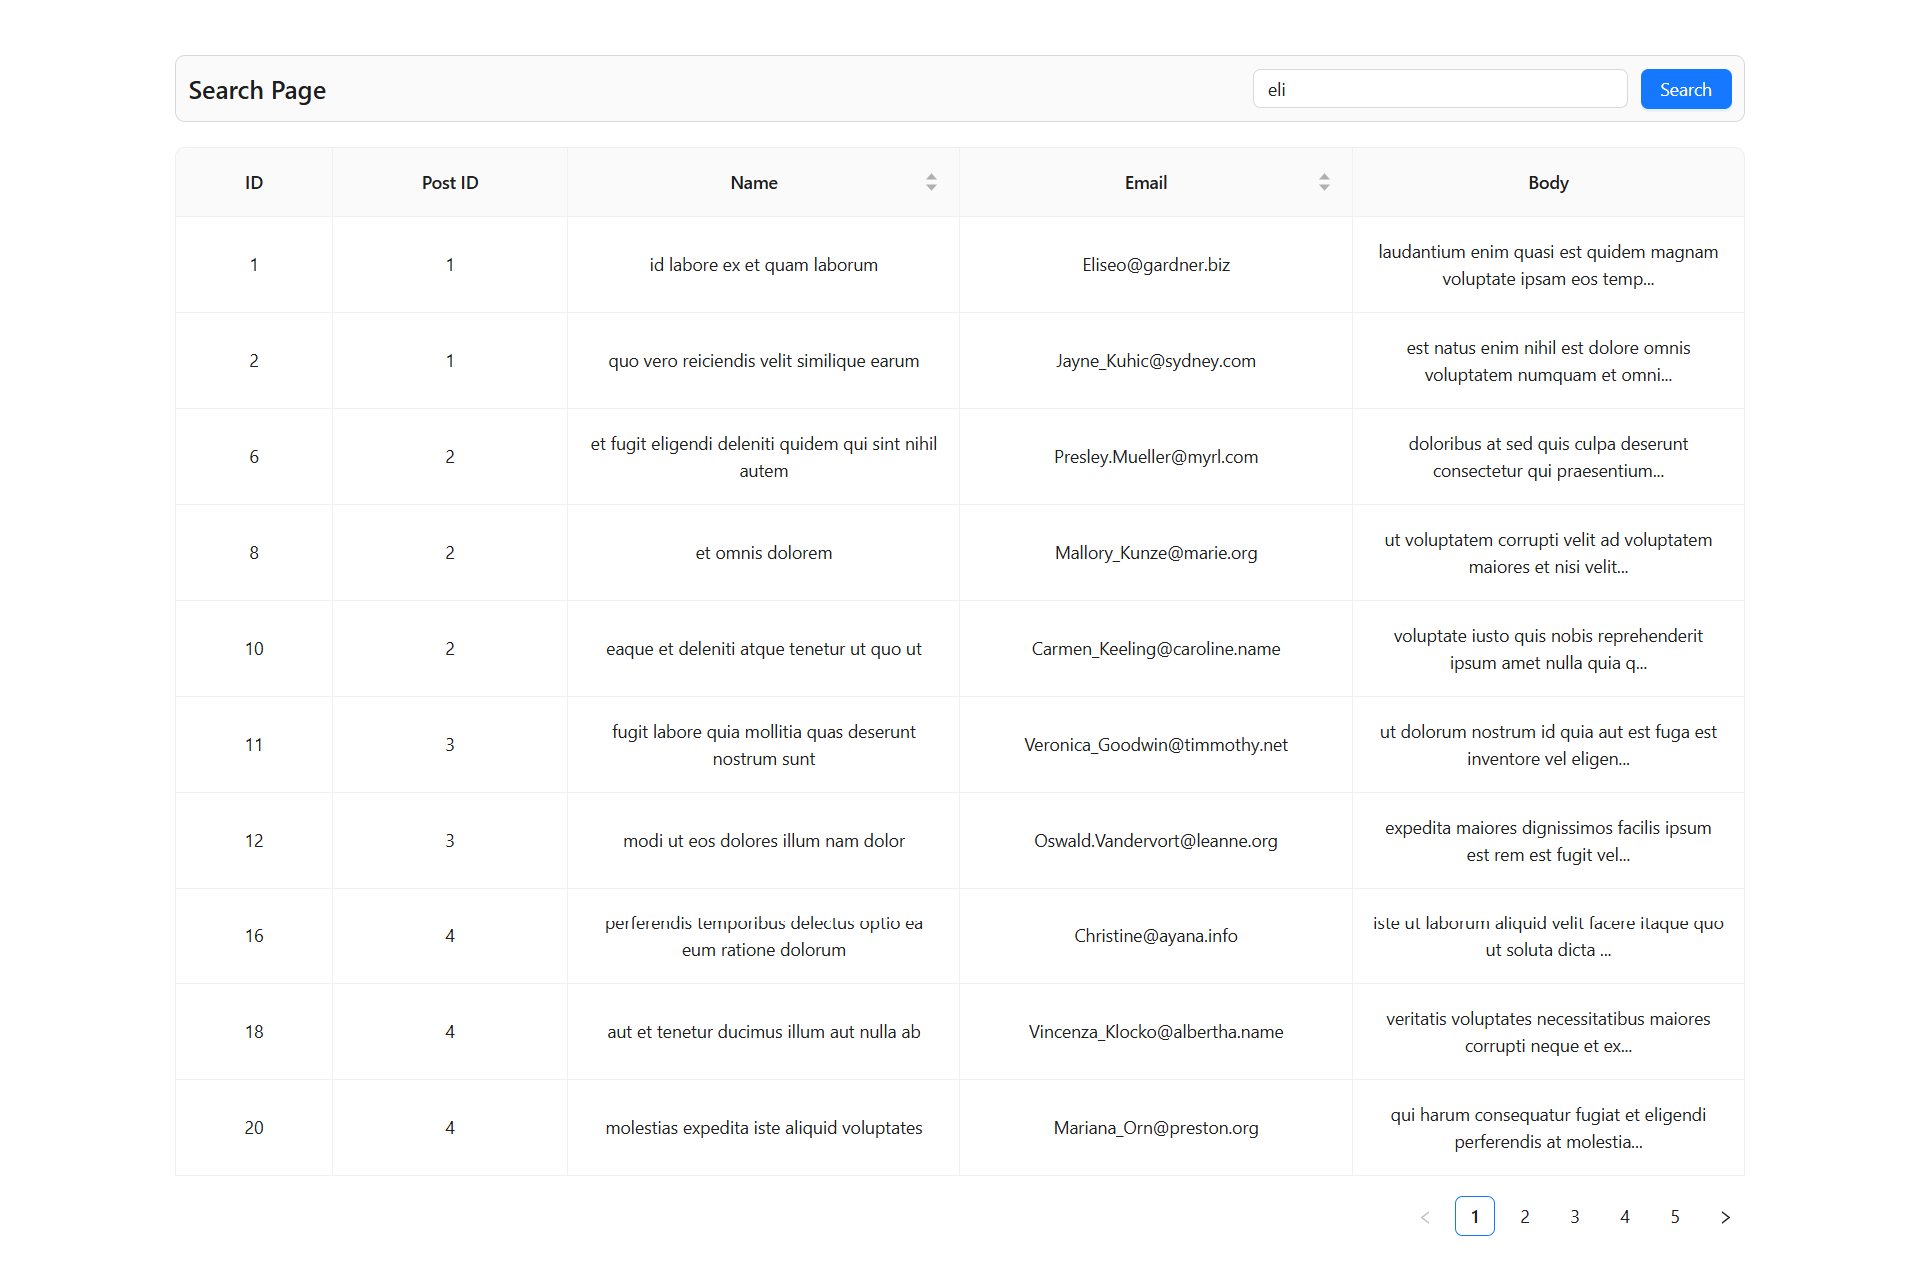 Search Page
eli
Search
ID Post ID Name Email Body
1 1 id labore ex et quam laborum Eliseo@gardner.biz laudantium enim quasi est quidem magnam
voluptate ipsam eos temp...
2 1 quo vero reiciendis velit similique earum Jayne_Kuhic@sydney.com est natus enim nihil est dolore omnis
voluptatem numquam et omni...
6 2 et fugit eligendi deleniti quidem qui sint nihil
autem Presley.Mueller@myrl.com doloribus at sed quis culpa deserunt
consectetur qui praesentium...
8 2 et omnis dolorem Mallory_Kunze@marie.org ut voluptatem corrupti velit ad voluptatem
maiores et nisi velit...
10 2 eaque et deleniti atque tenetur ut quo ut Carmen_Keeling@caroline.name voluptate iusto quis nobis reprehenderit
ipsum amet nulla quia q...
11 3 fugit labore quia mollitia quas deserunt
nostrum sunt Veronica_Goodwin@timmothy.net ut dolorum nostrum id quia aut est fuga est
inventore vel eligen...
12 3 modi ut eos dolores illum nam dolor Oswald.Vandervort@leanne.org expedita maiores dignissimos facilis ipsum
est rem est fugit vel...
16 4 perferendis temporibus delectus optio ea
eum ratione dolorum Christine@ayana.info iste ut laborum aliquid velit facere itaque quo
ut soluta dicta ...
18 4 aut et tenetur ducimus illum aut nulla ab Vincenza_Klocko@albertha.name veritatis voluptates necessitatibus maiores
corrupti neque et ex...
20 4 molestias expedita iste aliquid voluptates Mariana_Orn@preston.org qui harum consequatur fugiat et eligendi
perferendis at molestia...
< 1 2 3 4 5 >